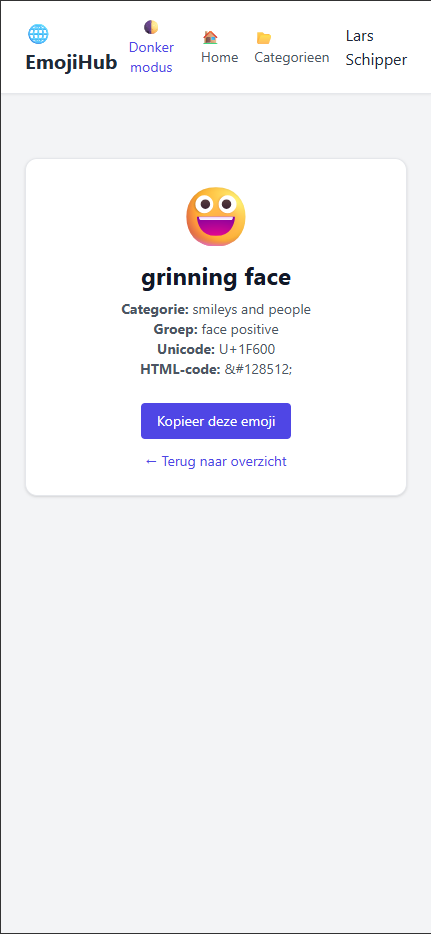 🌐
EmojiHub
🌗
Donker
modus
🏠
Home
📁
Categorieen
Lars
Schipper
😀
grinning face
Categorie: smileys and people
Groep: face positive
Unicode: U+1F600
HTML-code: &#128512;
Kopieer deze emoji
← Terug naar overzicht